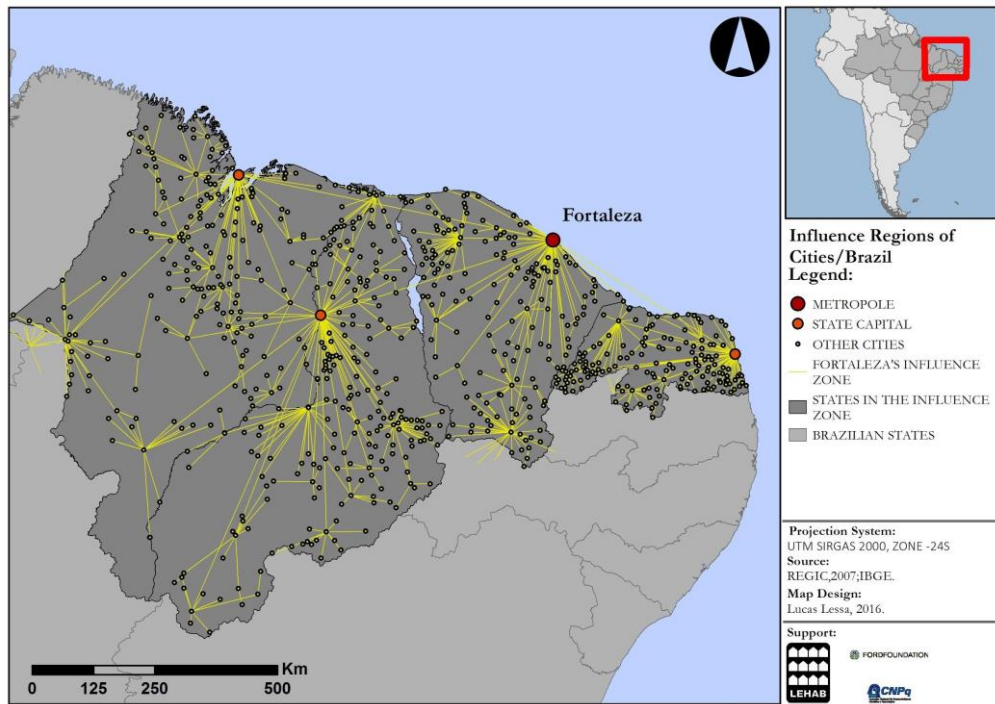 Fortaleza
Influence Regions of
Cities/Brazil
Legend:
METROPOLE
STATE CAPITAL
OTHER CITIES
FORTALEZA'S INFLUENCE
ZONE
STATES IN THE INFLUENCE
ZONE
BRAZILIAN STATES
Projection System:
UTM SIRGAS 2000, ZONE -24S
Source:
REGIC,2007;IBGE.
Map Design:
Lucas Lessa, 2016.
Support:
LEHAB
FORDFOUNDATION
CNPq
Km
0 125 250 500